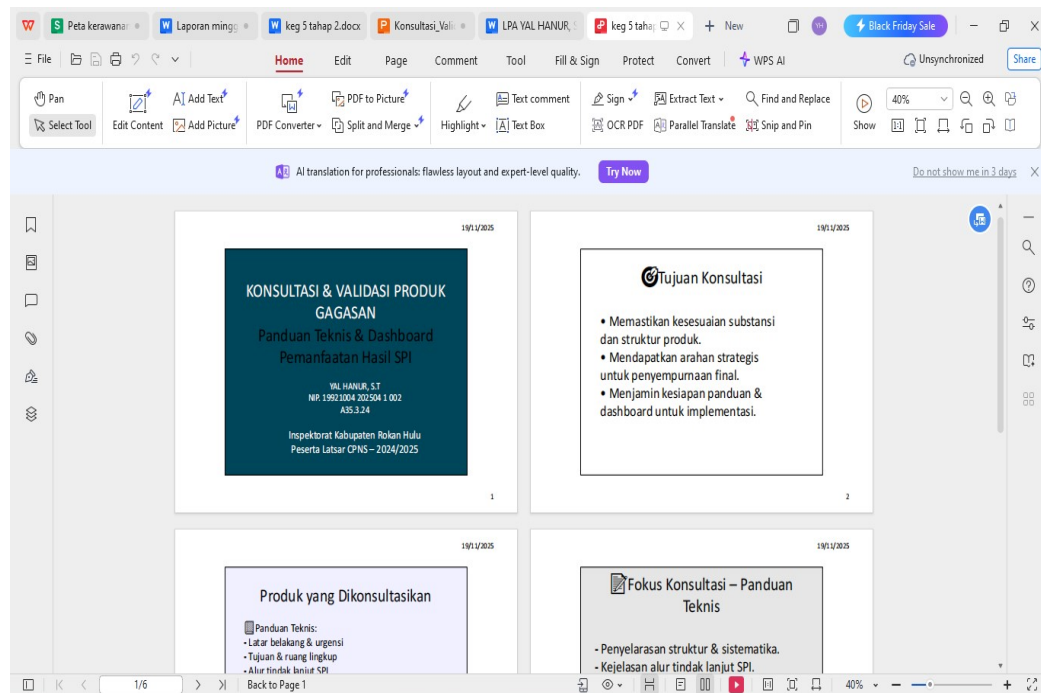 Peta kerawanan
Laporan mingg
keg 5 tahap 2.docx
Konsultasi_Valid
LPA YAL HANUR, S
keg 5 tahap
+ New
YH
Black Friday Sale
File
Home
Edit
Page
Comment
Tool
Fill & Sign
Protect
Convert
WPS AI
Unsynchronized
Share
Pan
Select Tool
Edit Content
Add Text
Add Picture
PDF Converter
PDF to Picture
Split and Merge
Highlight
Text comment
Text Box
Sign
OCR PDF
Extract Text
Parallel Translate
Find and Replace
Snip and Pin
Show
40%
AI translation for professionals: flawless layout and expert-level quality.
Try Now
Do not show me in 3 days
19/11/2025
KONSULTASI & VALIDASI PRODUK
GAGASAN
Panduan Teknis & Dashboard
Pemanfaatan Hasil SPI
YAL HANUR, S.T
NIP. 19921004 202504 1 002
A35.3.24
Inspektorat Kabupaten Rokan Hulu
Peserta Latsar CPNS – 2024/2025
1
19/11/2025
Tujuan Konsultasi
• Memastikan kesesuaian substansi
dan struktur produk.
• Mendapatkan arahan strategis
untuk penyempurnaan final.
• Menjamin kesiapan panduan &
dashboard untuk implementasi.
2
19/11/2025
Produk yang Dikonsultasikan
Panduan Teknis:
- Latar belakang & urgensi
- Tujuan & ruang lingkup
- Alur tindak lanjut SPI
19/11/2025
Fokus Konsultasi – Panduan
Teknis
- Penyelarasan struktur & sistematika.
- Kejelasan alur tindak lanjut SPI.
1/6
Back to Page 1
40%